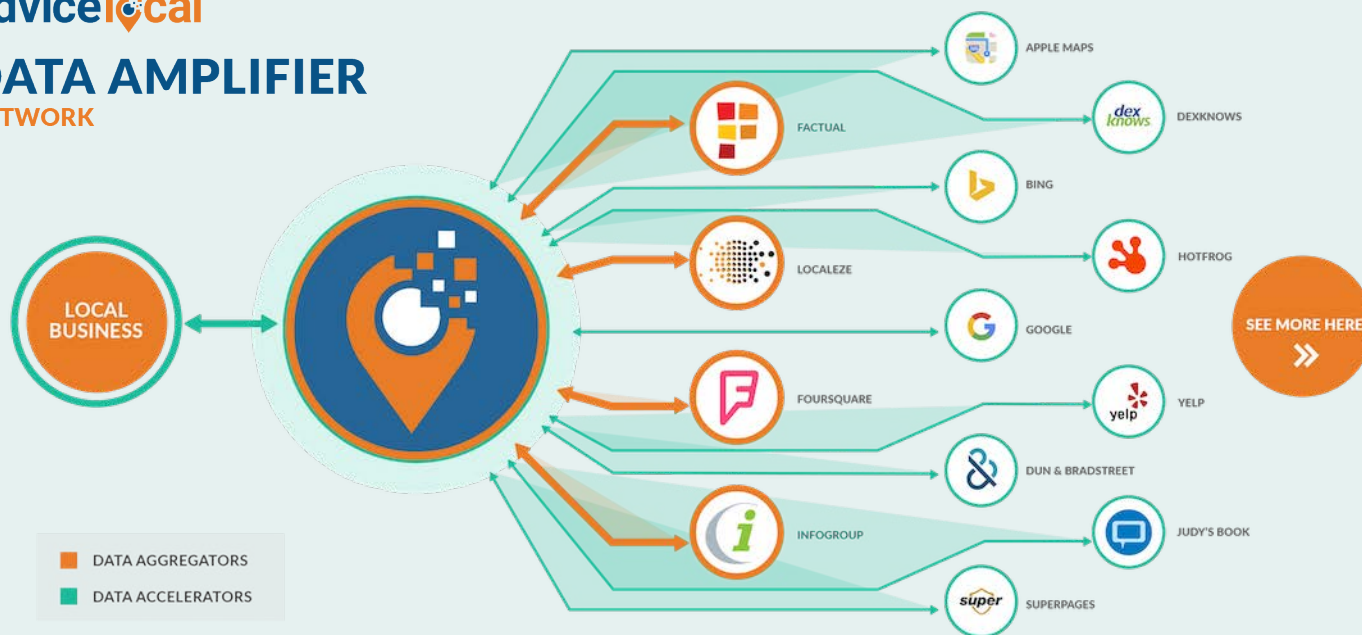 dvicelocal
DATA AMPLIFIER
TWORK
APPLE MAPS
FACTUAL
dex
knows
DEXKNOWS
BING
LOCALEZE
HOTFROG
LOCAL
BUSINESS
GOOGLE
SEE MORE HERE
FOURSQUARE
yelp
YELP
DUN & BRADSTREET
INFOGROUP
JUDY'S BOOK
DATA AGGREGATORS
DATA ACCELERATORS
super
SUPERPAGES